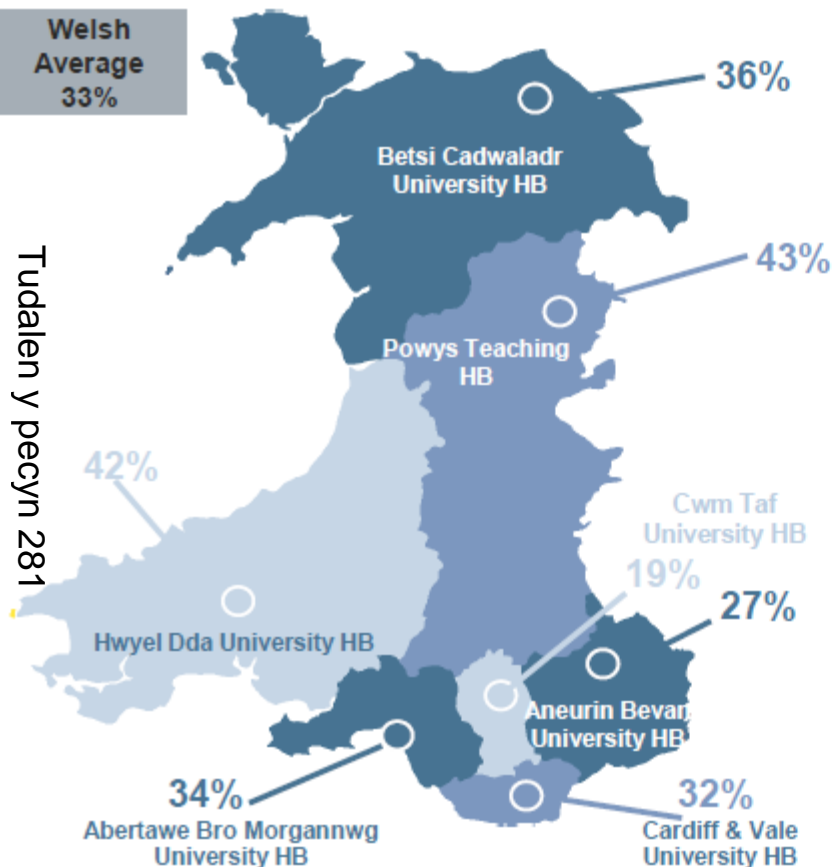 Welsh
Average
33%
36%
Betsi Cadwaladr
University HB
43%
Powys Teaching
HB
Tudalen y pecyn 281
42%
Hwyel Dda University HB
Cwm Taf
University HB
19%
27%
Aneurin Bevan
University HB
34%
Abertawe Bro Morgannwg
University HB
32%
Cardiff & Vale
University HB